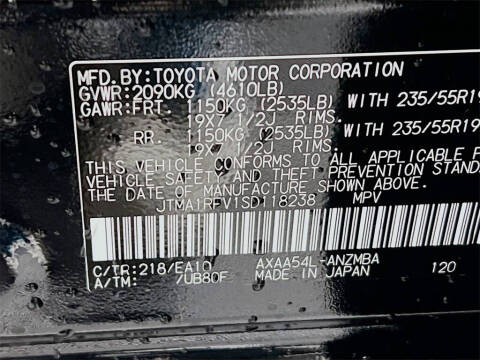 MFD. BY: TOYOTA MOTOR CORPORATION
GVWR: 2090KG (4610LB)
GAWR: FRT. 1150KG (2535LB) WITH 235/55R19
19X7 1/2J RIMS.
RR. 1150KG (2535LB) WITH 235/55R19
19X7 1/2J RIMS.
THIS VEHICLE CONFORMS TO ALL APPLICABLE
VEHICLE SAFETY AND THEFT PREVENTION STAND
THE DATE OF MANUFACTURE SHOWN ABOVE.
JTMA1RFV1SD118238 MPV
C/TR: 218/EA10 AXAA54L-ANZMBA
A/TM: /UB80F MADE IN JAPAN 120